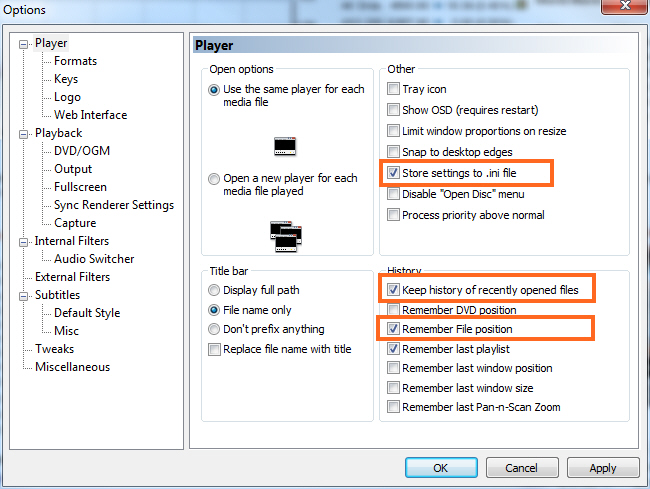 Options
Player
Formats
Keys
Logo
Web Interface
Playback
DVD/OGM
Output
Fullscreen
Sync Renderer Settings
Capture
Internal Filters
Audio Switcher
External Filters
Subtitles
Default Style
Misc
Tweaks
Miscellaneous
Player
Open options
Use the same player for each
media file
Open a new player for each
media file played
Other
Tray icon
Show OSD (requires restart)
Limit window proportions on resize
Snap to desktop edges
Store settings to .ini file
Disable "Open Disc" menu
Process priority above normal
Title bar
Display full path
File name only
Don't prefix anything
Replace file name with title
History
Keep history of recently opened files
Remember DVD position
Remember File position
Remember last playlist
Remember last window position
Remember last window size
Remember last Pan-n-Scan Zoom
OK
Cancel
Apply